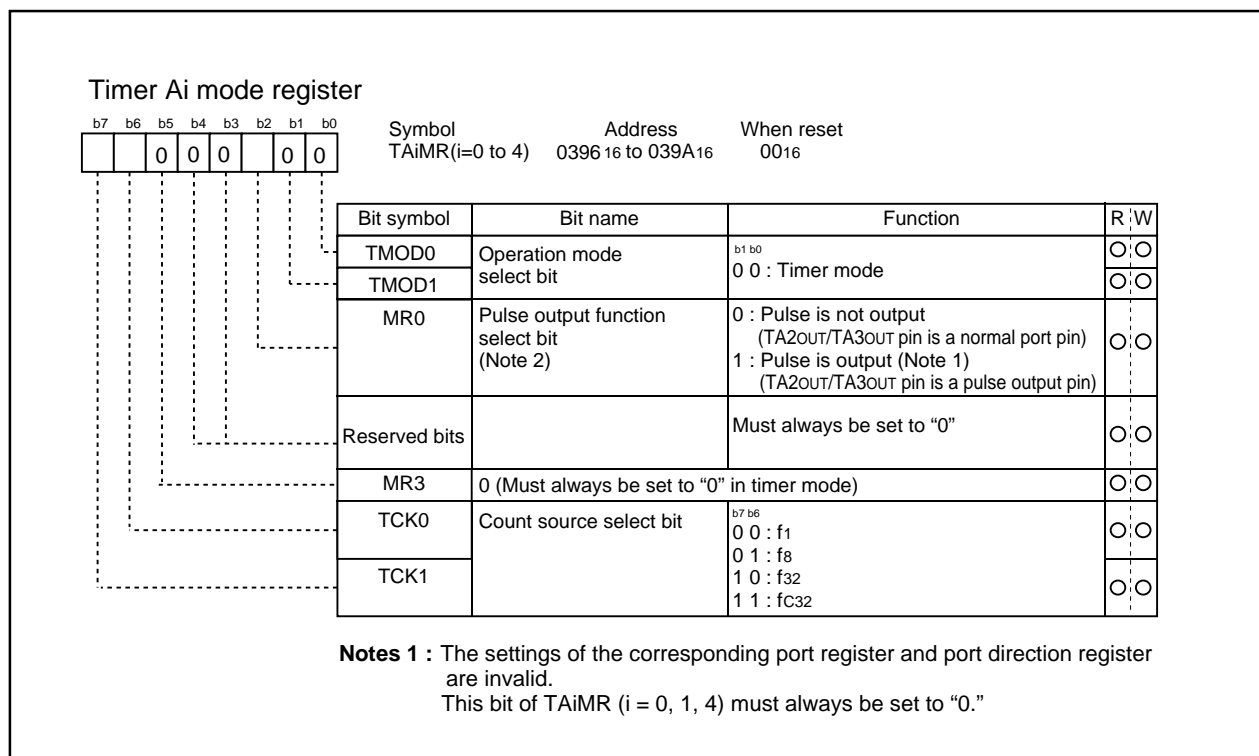 Timer Ai mode register
b7 b6 b5 b4 b3 b2 b1 b0
0 0 0 0 0
Symbol Address When reset
TAiMR(i=0 to 4) 039616 to 039A16 0016
Bit symbol Bit name Function R W
TMOD0
TMOD1
Operation mode
select bit
b1 b0
0 0 : Timer mode
MR0
Pulse output function
select bit
(Note 2)
0 : Pulse is not output
(TA2OUT/TA3OUT pin is a normal port pin)
1 : Pulse is output (Note 1)
(TA2OUT/TA3OUT pin is a pulse output pin)
Reserved bits
Must always be set to “0”
MR3
0 (Must always be set to “0” in timer mode)
TCK0
TCK1
Count source select bit
b7 b6
0 0 : f1
0 1 : f8
1 0 : f32
1 1 : fC32
Notes 1 : The settings of the corresponding port register and port direction register
are invalid.
This bit of TAiMR (i = 0, 1, 4) must always be set to “0.”